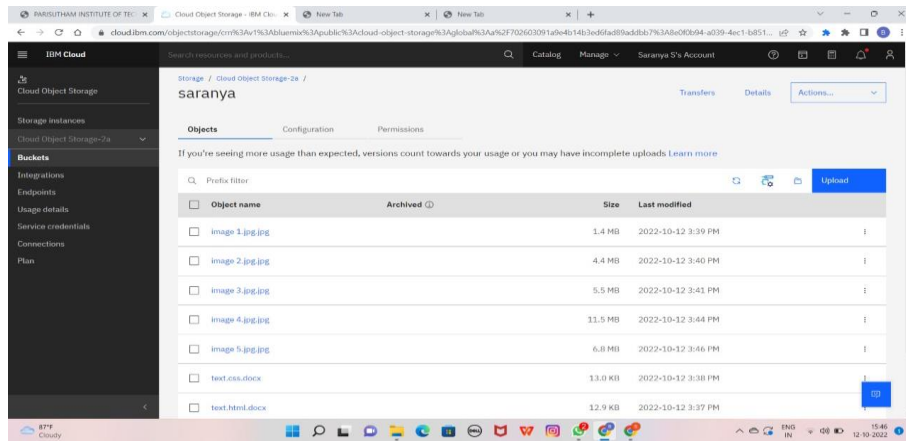 PARISUTHAM INSTITUTE OF TEC
Cloud Object Storage - IBM Clou
New Tab
New Tab
cloud.ibm.com/objectstorage/crn%3Av1%3Abluemix%3Apublic%3Acloud-object-storage%3Aglobal%3Aa%2F702603091a9e4b14b3ed6fad89addbb7%3A8e0f0b94-a039-4ec1-b851...
IBM Cloud
Search resources and products...
Catalog
Manage
Saranya S's Account
Cloud Object Storage
Storage instances
Cloud Object Storage-2a
Buckets
Integrations
Endpoints
Usage details
Service credentials
Connections
Plan
Storage / Cloud Object Storage-2a /
saranya
Transfers
Details
Actions...
Objects
Configuration
Permissions
If you're seeing more usage than expected, versions count towards your usage or you may have incomplete uploads Learn more
Prefix filter
Upload
Object name Archived Size Last modified
image 1.jpg.jpg 1.4 MB 2022-10-12 3:39 PM
image 2.jpg.jpg 4.4 MB 2022-10-12 3:40 PM
image 3.jpg.jpg 5.5 MB 2022-10-12 3:41 PM
image 4.jpg.jpg 11.5 MB 2022-10-12 3:44 PM
image 5.jpg.jpg 6.8 MB 2022-10-12 3:46 PM
text.css.docx 13.0 KB 2022-10-12 3:38 PM
text.html.docx 12.9 KB 2022-10-12 3:37 PM
87°F
Cloudy
ENG
IN
15:46
12-10-2022